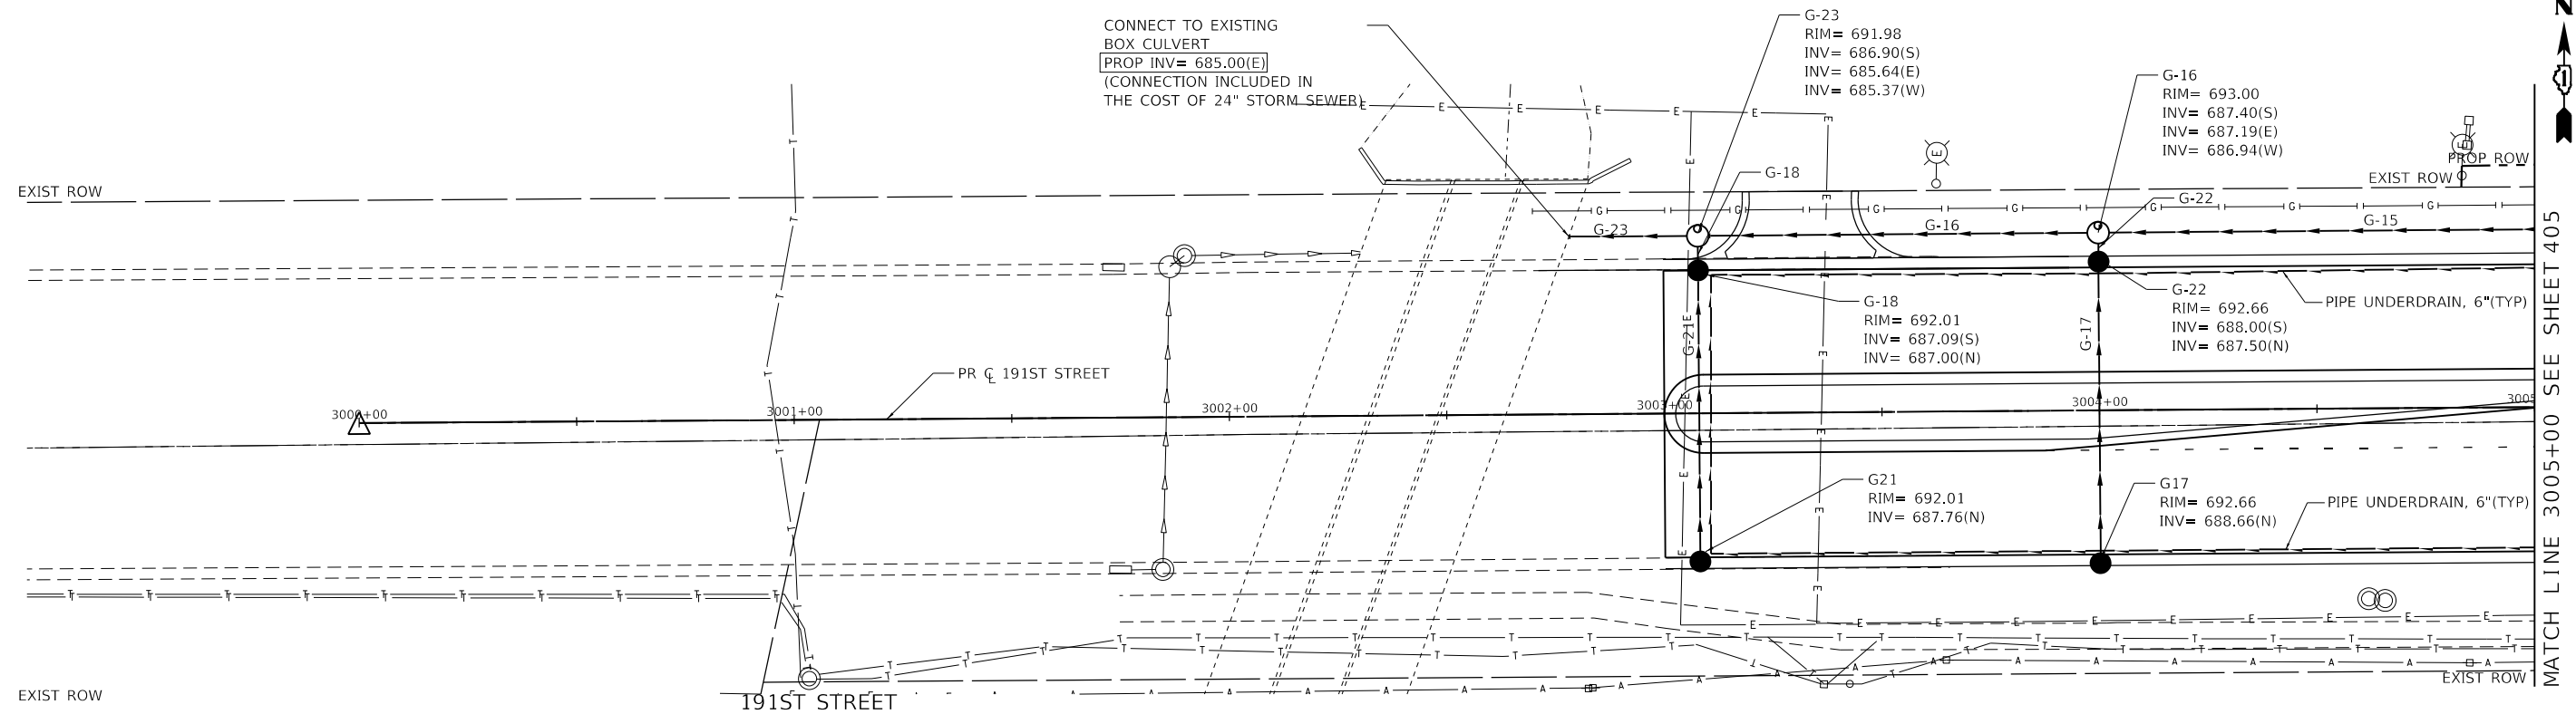 CONNECT TO EXISTING
BOX CULVERT
PROP INV= 685.00(E)
(CONNECTION INCLUDED IN
THE COST OF 24" STORM SEWER)
G-23
RIM= 691.98
INV= 686.90(S)
INV= 685.64(E)
INV= 685.37(W)
G-16
RIM= 693.00
INV= 687.40(S)
INV= 687.19(E)
INV= 686.94(W)
N
EXIST ROW
G-18
PROP ROW
EXIST ROW
G-22
G-23
G-16
G-15
G-18
RIM= 692.01
INV= 687.09(S)
INV= 687.00(N)
G-22
RIM= 692.66
INV= 688.00(S)
INV= 687.50(N)
PIPE UNDERDRAIN, 6"(TYP)
G-21
G-17
PR ℄ 191ST STREET
3000+00
3001+00
3002+00
3003+00
3004+00
3005
G21
RIM= 692.01
INV= 687.76(N)
G17
RIM= 692.66
INV= 688.66(N)
PIPE UNDERDRAIN, 6"(TYP)
EXIST ROW
191ST STREET
EXIST ROW
MATCH LINE 3005+00 SEE SHEET 405